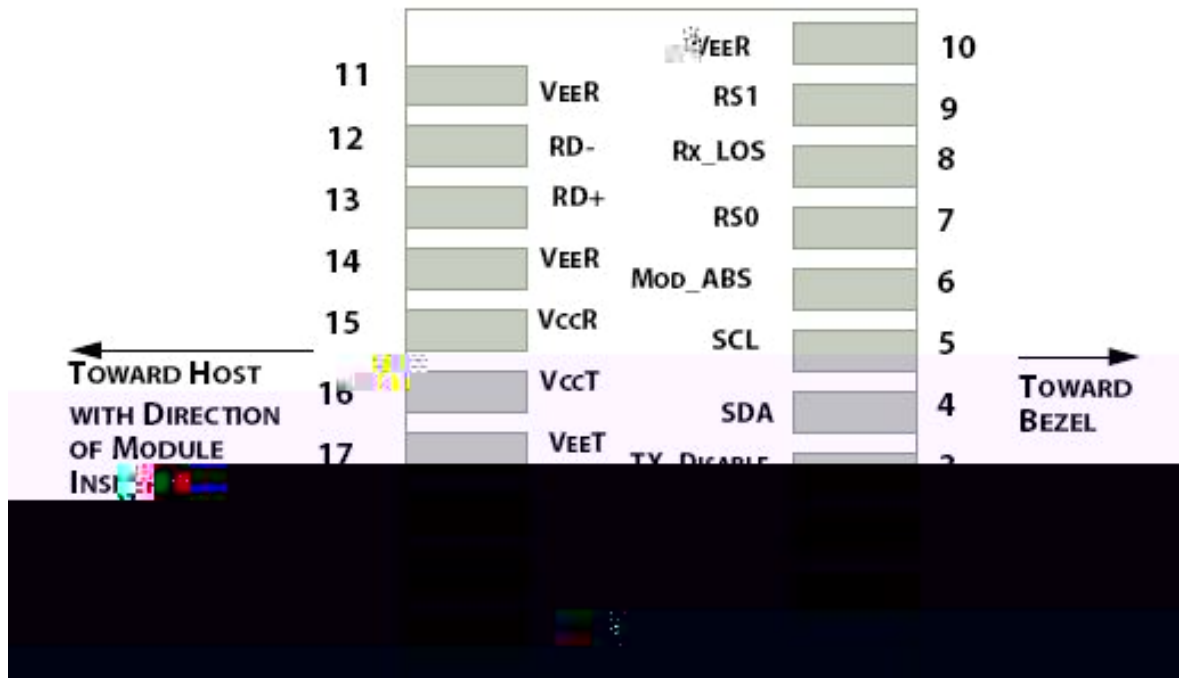 11 VEER
12 RD-
13 RD+
14 VEER
15 VCCR
16 VCCT
17 VEET
VEER 10
RS1 9
Rx_LOS 8
RS0 7
MOD_ABS 6
SCL 5
SDA 4
TX_DISABLE
TOWARD HOST
WITH DIRECTION
OF MODULE
TOWARD
BEZEL